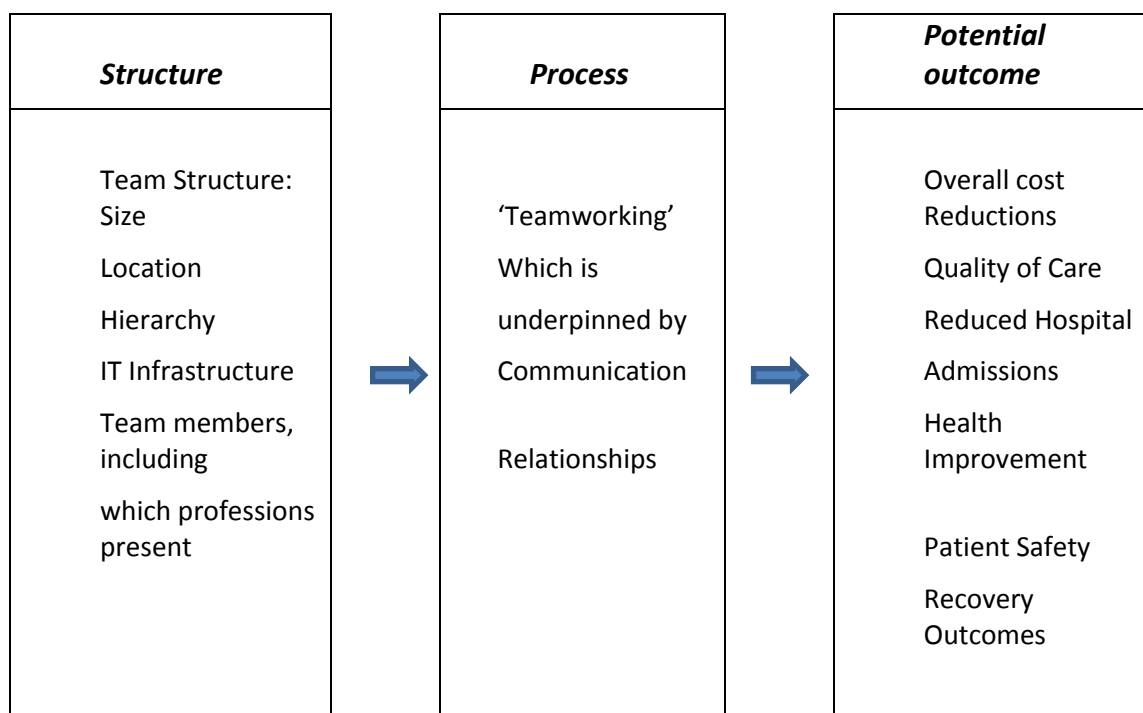 Structure
Team Structure:
Size
Location
Hierarchy
IT Infrastructure
Team members,
including
which professions
present
Process
‘Teamworking’
Which is
underpinned by
Communication
Relationships
Potential
outcome
Overall cost
Reductions
Quality of Care
Reduced Hospital
Admissions
Health
Improvement
Patient Safety
Recovery
Outcomes